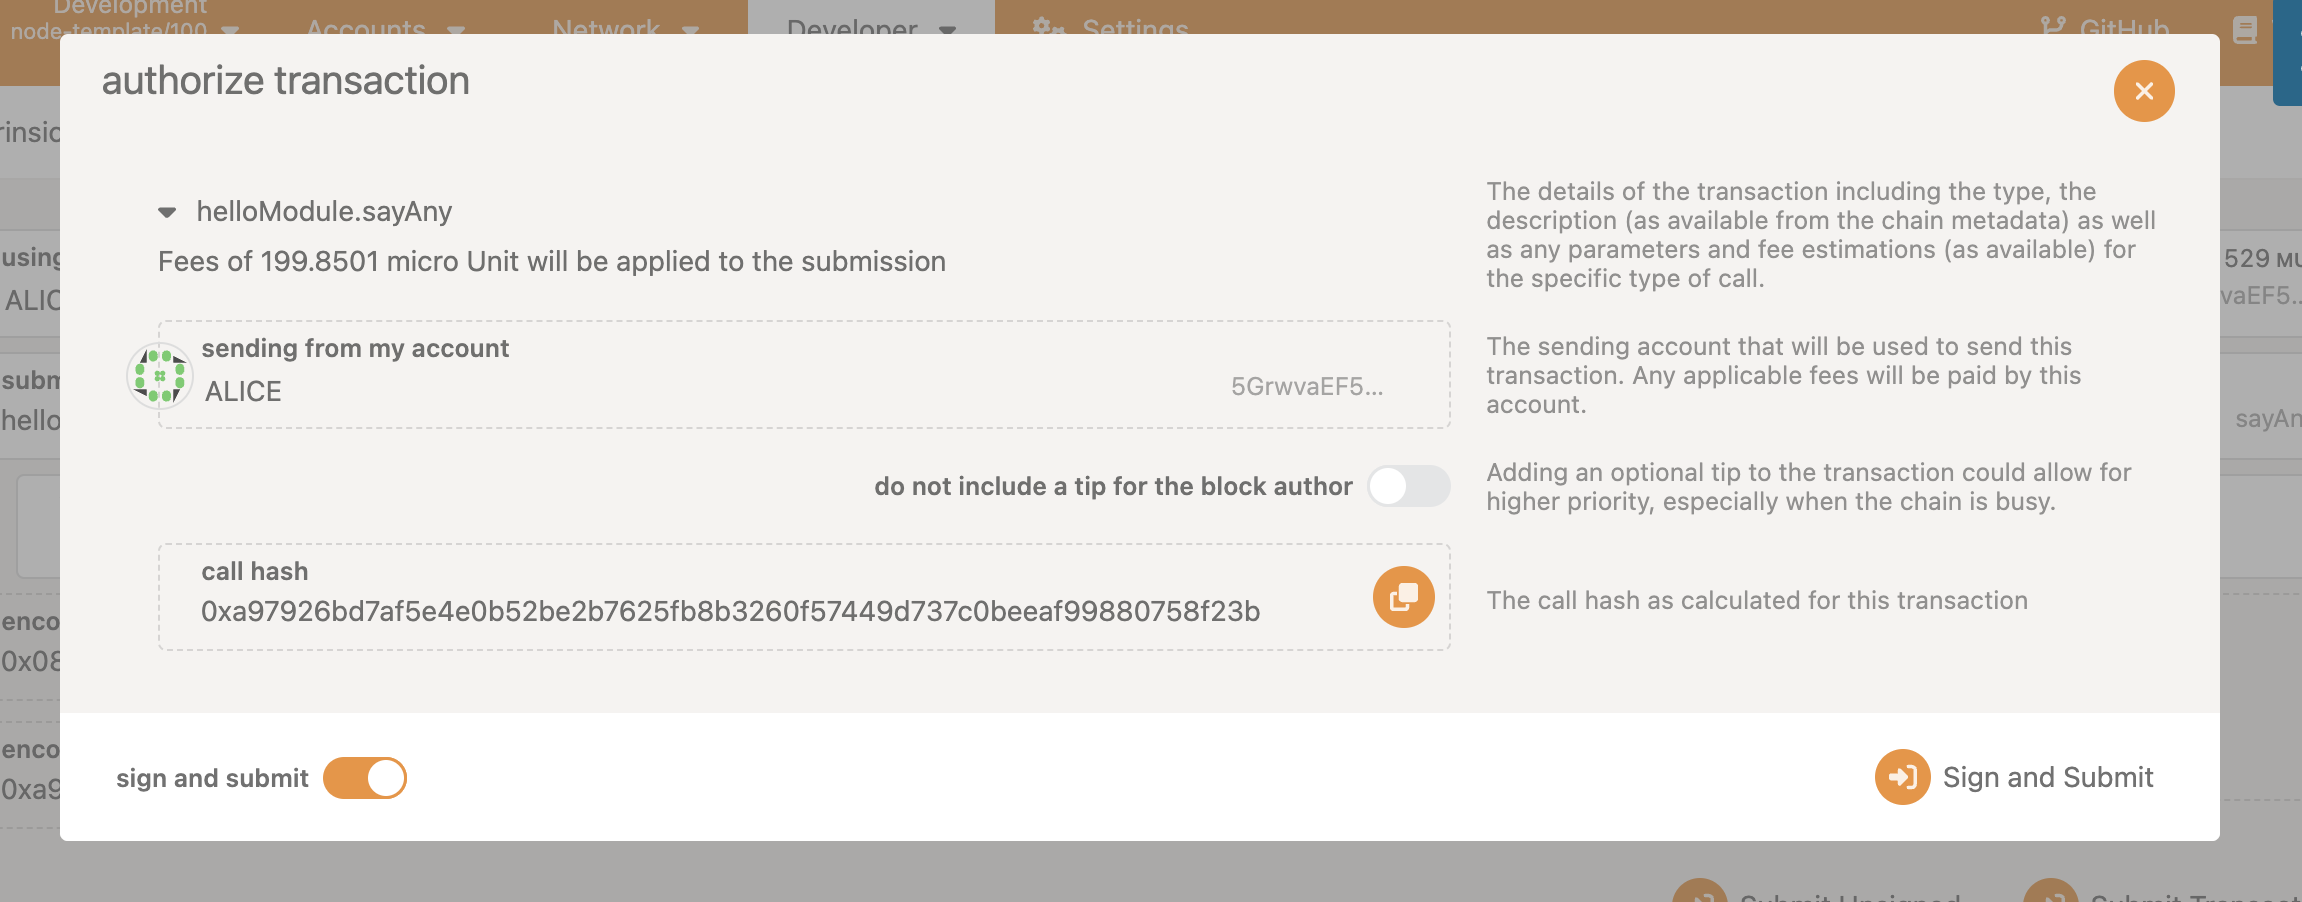 Development
node-template/100
Accounts
Network
Developer
Settings
GitHub
authorize transaction
helloModule.sayAny
Fees of 199.8501 micro Unit will be applied to the submission
The details of the transaction including the type, the
description (as available from the chain metadata) as well
as any parameters and fee estimations (as available) for
the specific type of call.
using
ALIC
529 MU
vaEF5...
sending from my account
ALICE
5GrwvaEF5...
The sending account that will be used to send this
transaction. Any applicable fees will be paid by this
account.
subm
hello
sayAn
do not include a tip for the block author
Adding an optional tip to the transaction could allow for
higher priority, especially when the chain is busy.
call hash
0xa97926bd7af5e4e0b52be2b7625fb8b3260f57449d737c0beeaf99880758f23b
The call hash as calculated for this transaction
enco
0x08
enco
0xa9
sign and submit
Sign and Submit
Submit Unsigned
Submit Transact